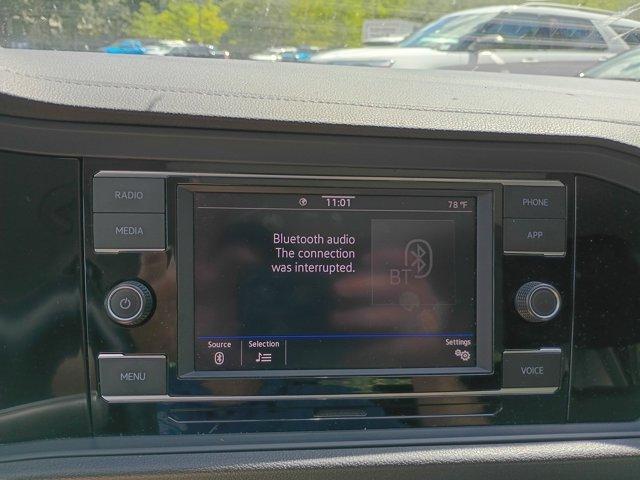 RADIO
MEDIA
MENU
11:01
78 °F
Bluetooth audio
The connection
was interrupted.
BT
Source
Selection
Settings
PHONE
APP
VOICE